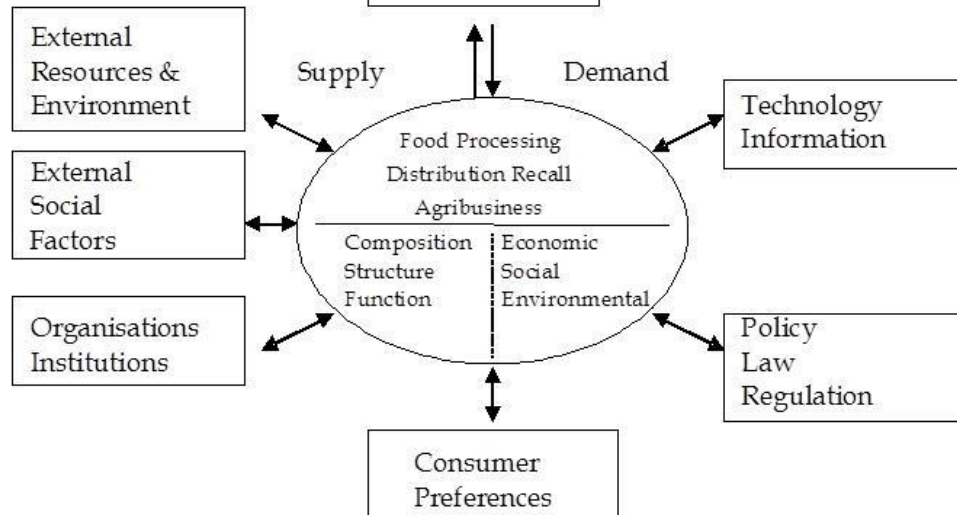 External
Resources &
Environment
Supply
Demand
Technology
Information
External
Social
Factors
Food Processing
Distribution Recall
Agribusiness
Composition
Structure
Function
Economic
Social
Environmental
Organisations
Institutions
Policy
Law
Regulation
Consumer
Preferences